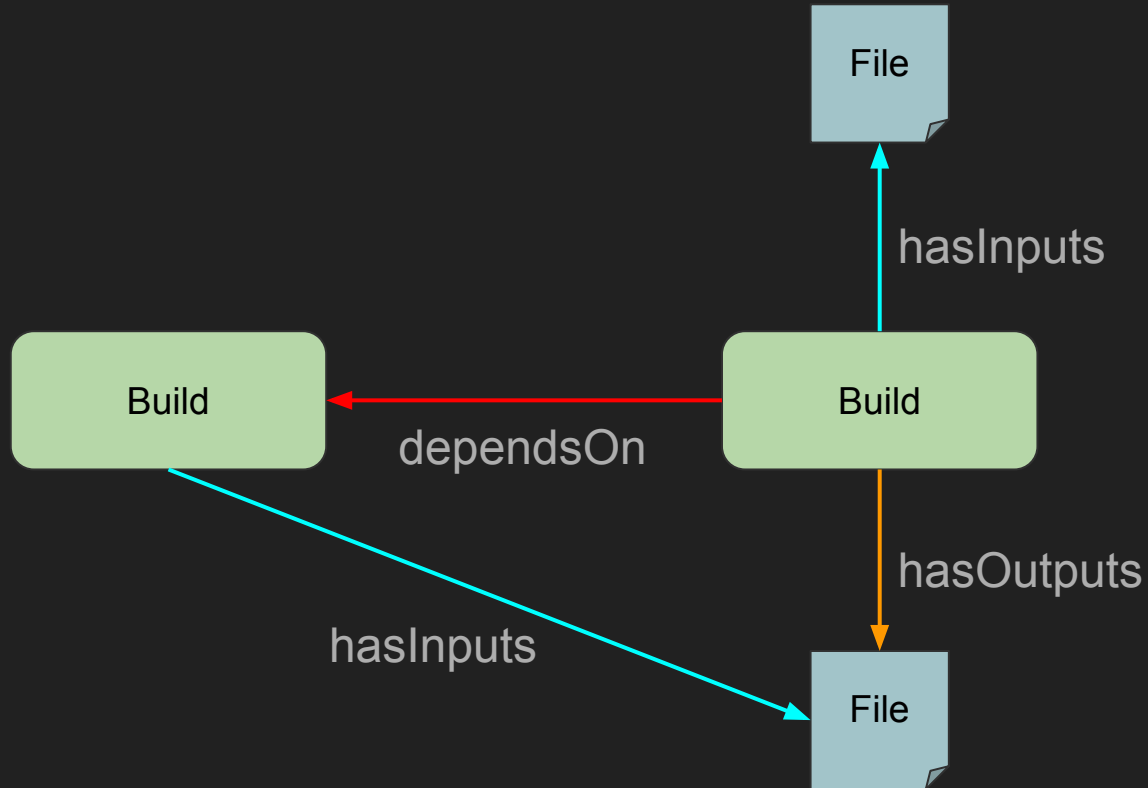 File
hasInputs
Build
Build
dependsOn
hasOutputs
hasInputs
File